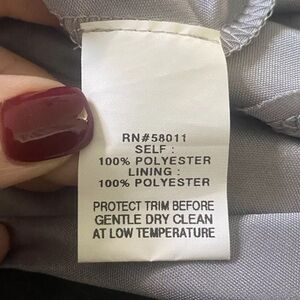 RN#58011
SELF :
100% POLYESTER
LINING :
100% POLYESTER
PROTECT TRIM BEFORE
GENTLE DRY CLEAN
AT LOW TEMPERATURE